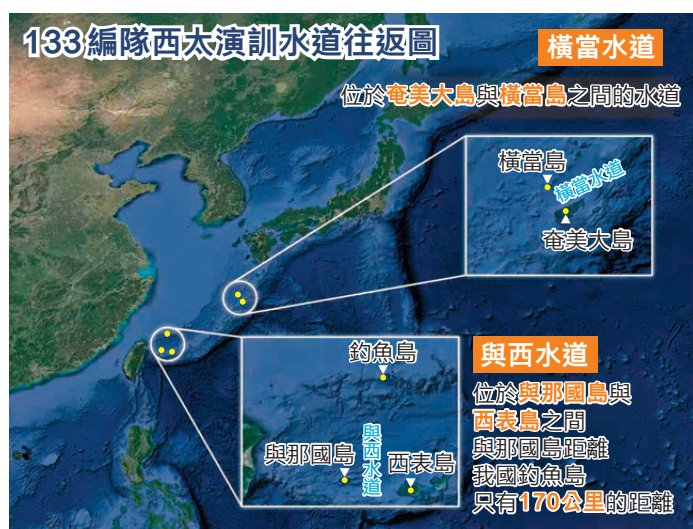 133編隊西太演訓水道往返圖
橫當水道
位於奄美大島與橫當島之間的水道
橫當島
橫當水道
奄美大島
釣魚島
與那國島
與西水道
西表島
與西水道
位於與那國島與
西表島之間
與那國島距離
我國釣魚島
只有170公里的距離